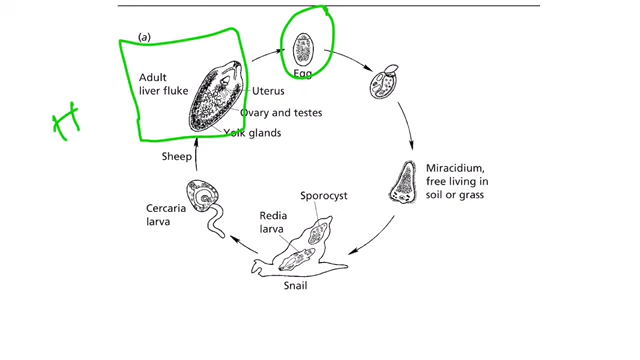 (a)
Adult
liver fluke
Egg
Uterus
Ovary and testes
Yolk glands
Sheep
Miracidium,
free living in
soil or grass
Sporocyst
Redia
larva
Cercaria
larva
Snail